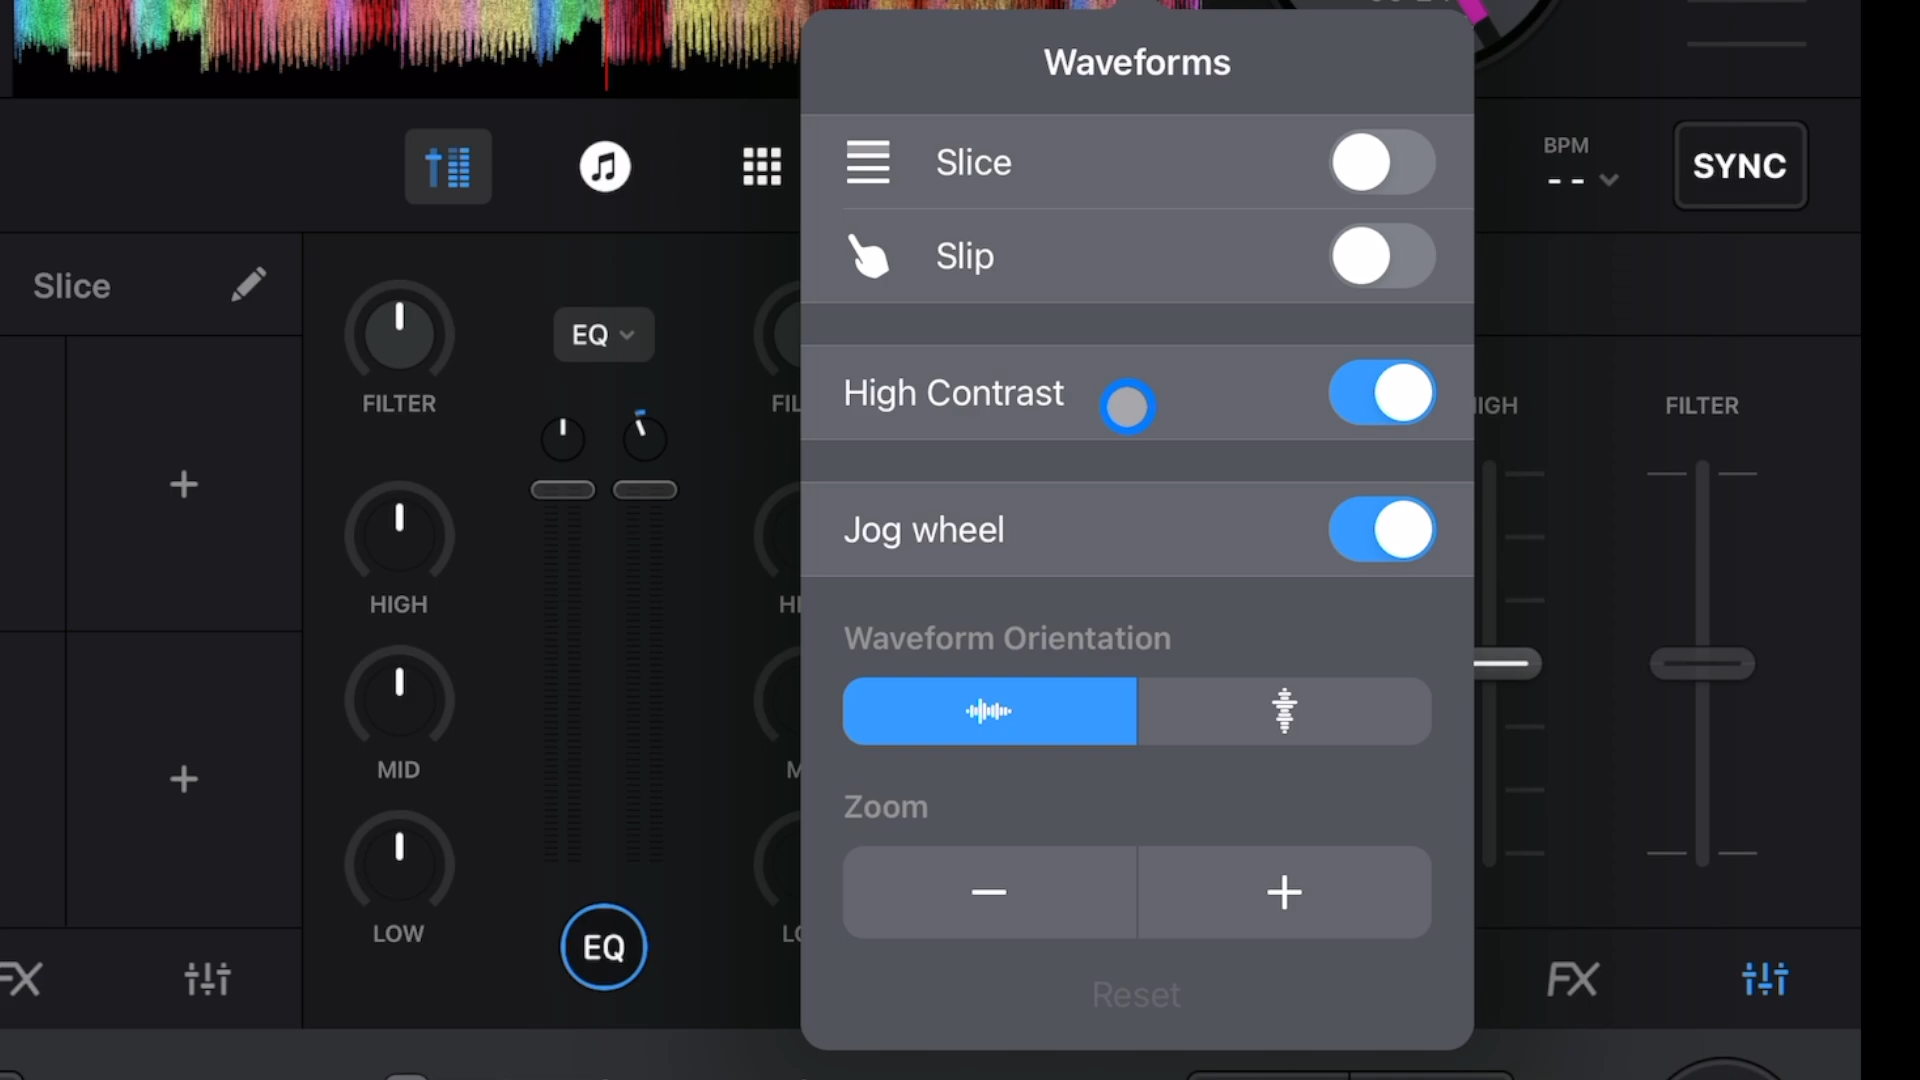 Waveforms
Slice
Slip
BPM
--
SYNC
Slice
EQ
High Contrast
FILTER
FILTER
Jog wheel
HIGH
Waveform Orientation
MID
Zoom
LOW
EQ
FX
Reset
FX